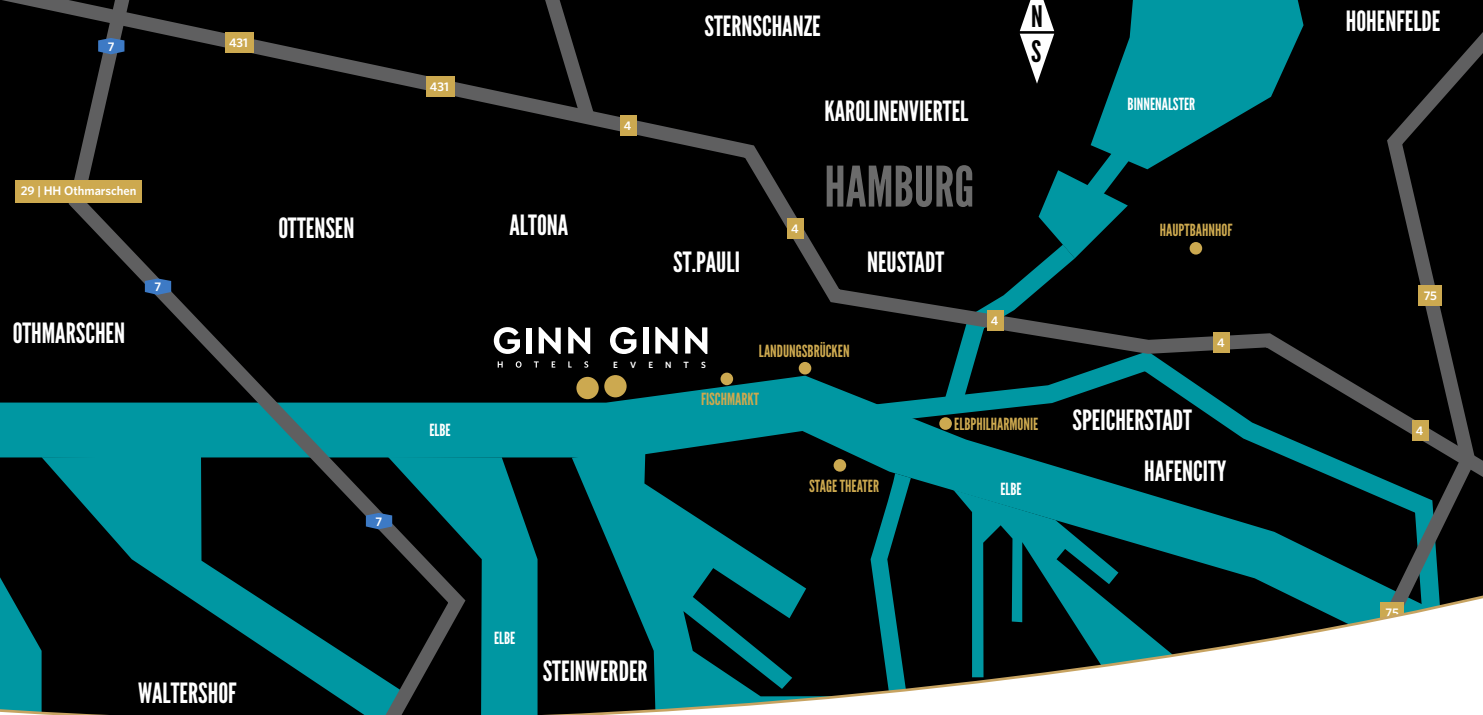 N
S
STERNSCHANZE
HOHENFELDE
7
431
431
4
KAROLINENVIERTEL
BINNENALSTER
HAMBURG
29 | HH Othmarschen
OTTENSEN
ALTONA
4
HAUPTBAHNHOF
ST.PAULI
NEUSTADT
7
75
OTHMARSCHEN
4
4
GINN GINN
HOTELS EVENTS
LANDUNGSBRÜCKEN
FISCHMARKT
ELBE
ELBPHILHARMONIE
SPEICHERSTADT
4
HAFENCITY
STAGE THEATER
ELBE
7
75
ELBE
STEINWERDER
WALTERSHOF